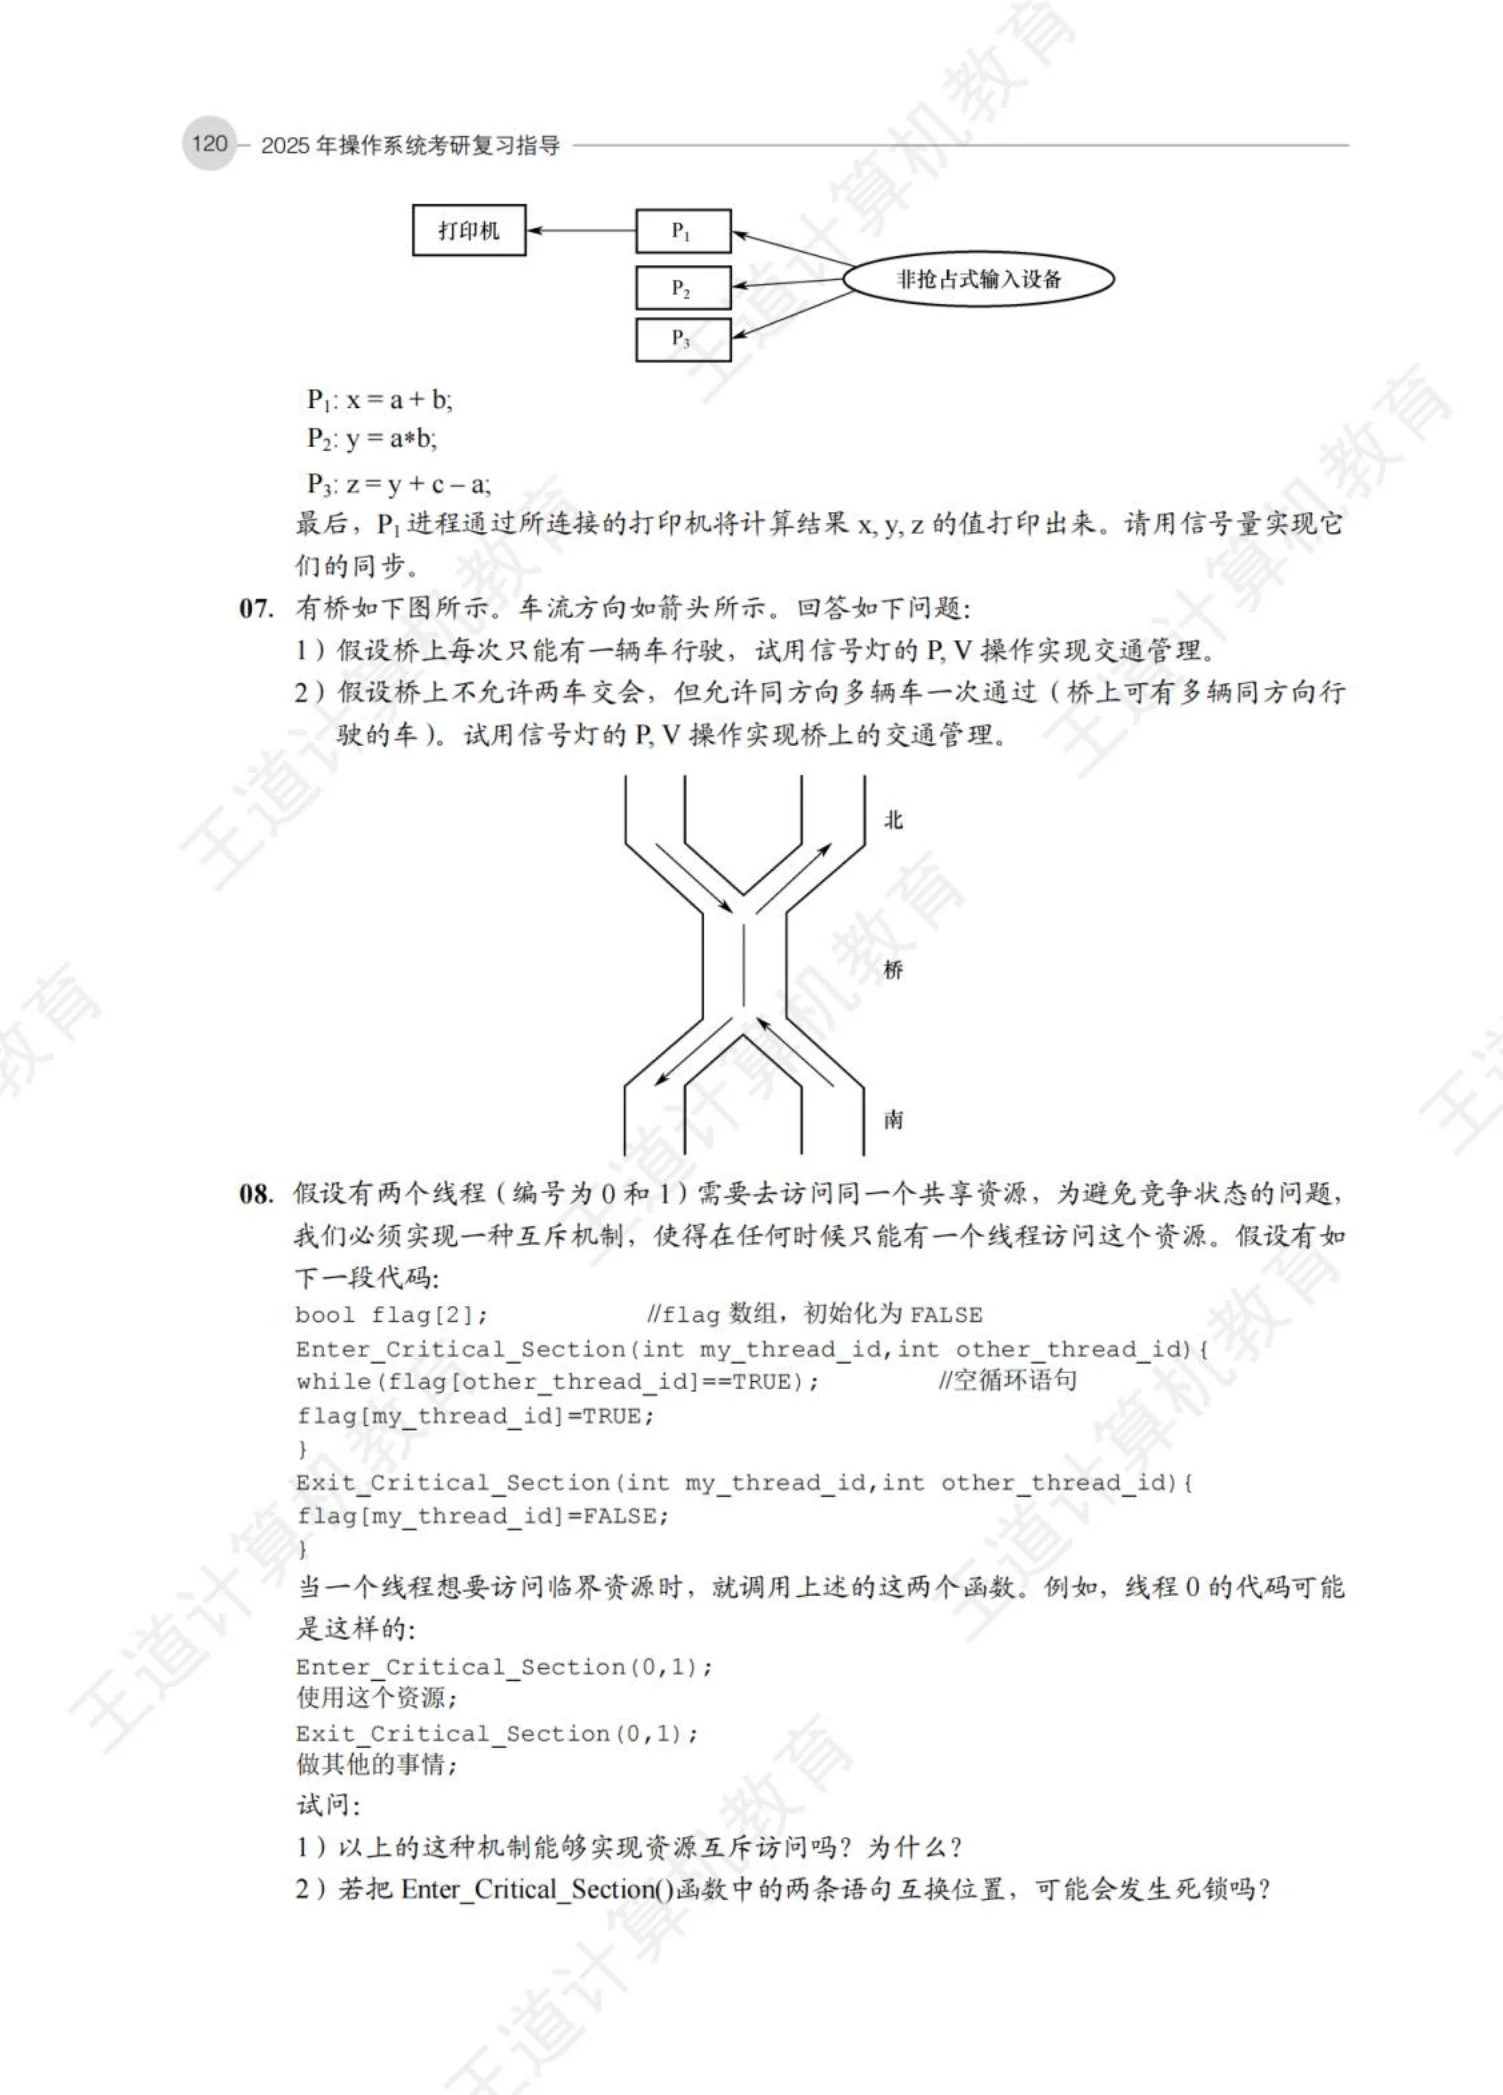 120 2025 年操作系统考研复习指导
打印机
P₁
P₂
P₃
非抢占式输入设备
P₁: x = a + b;
P₂: y = a*b;
P₃: z = y + c – a;
最后，P₁ 进程通过所连接的打印机将计算结果 x, y, z 的值打印出来。请用信号量实现它
们的同步。
07. 有桥如下图所示。车流方向如箭头所示。回答如下问题：
1）假设桥上每次只能有一辆车行驶，试用信号灯的 P, V 操作实现交通管理。
2）假设桥上不允许两车交会，但允许同方向多辆车一次通过（桥上可有多辆同方向行
驶的车）。试用信号灯的 P, V 操作实现桥上的交通管理。
北
桥
南
08. 假设有两个线程（编号为 0 和 1）需要去访问同一个共享资源，为避免竞争状态的问题，
我们必须实现一种互斥机制，使得在任何时候只能有一个线程访问这个资源。假设有如
下一段代码：
bool flag[2]; //flag 数组，初始化为 FALSE
Enter_Critical_Section(int my_thread_id,int other_thread_id){
while(flag[other_thread_id]==TRUE); //空循环语句
flag[my_thread_id]=TRUE;
}
Exit_Critical_Section(int my_thread_id,int other_thread_id){
flag[my_thread_id]=FALSE;
}
当一个线程想要访问临界资源时，就调用上述的这两个函数。例如，线程 0 的代码可能
是这样的：
Enter_Critical_Section(0,1);
使用这个资源;
Exit_Critical_Section(0,1);
做其他的事情;
试问：
1）以上的这种机制能够实现资源互斥访问吗？为什么？
2）若把 Enter_Critical_Section()函数中的两条语句互换位置，可能会发生死锁吗？
王道计算机教育